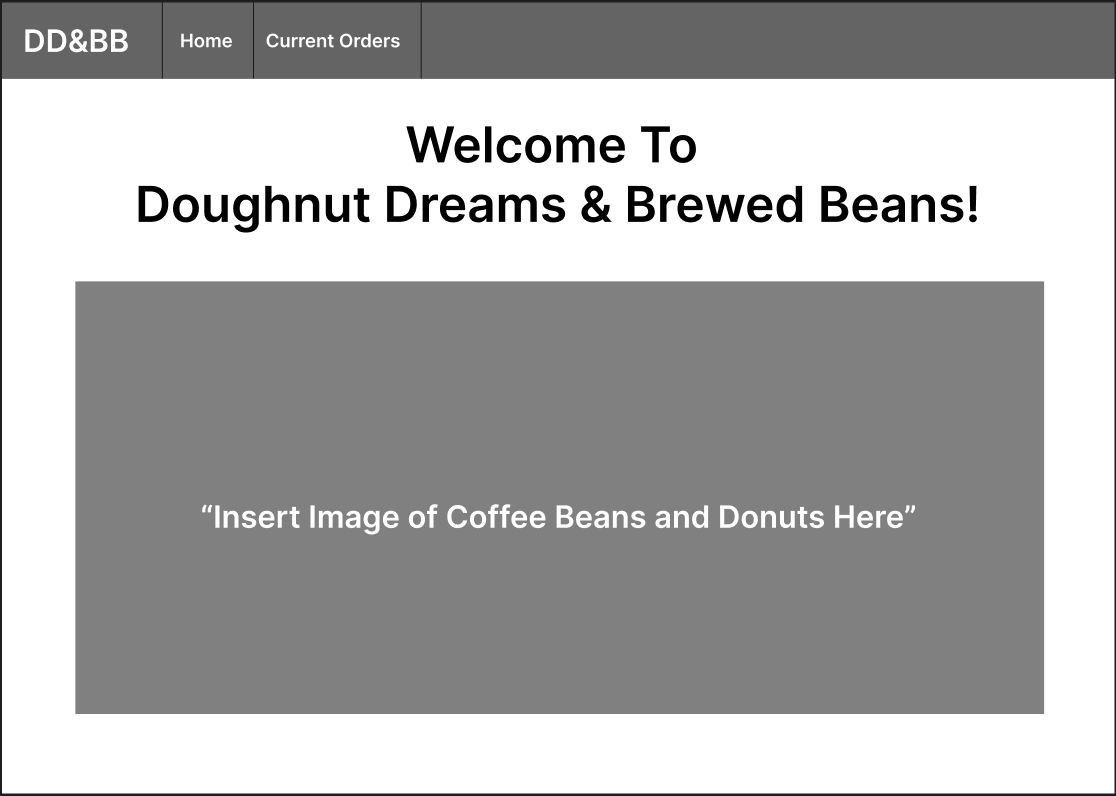 DD&BB
Home
Current Orders
Welcome To
Doughnut Dreams & Brewed Beans!
“Insert Image of Coffee Beans and Donuts Here”